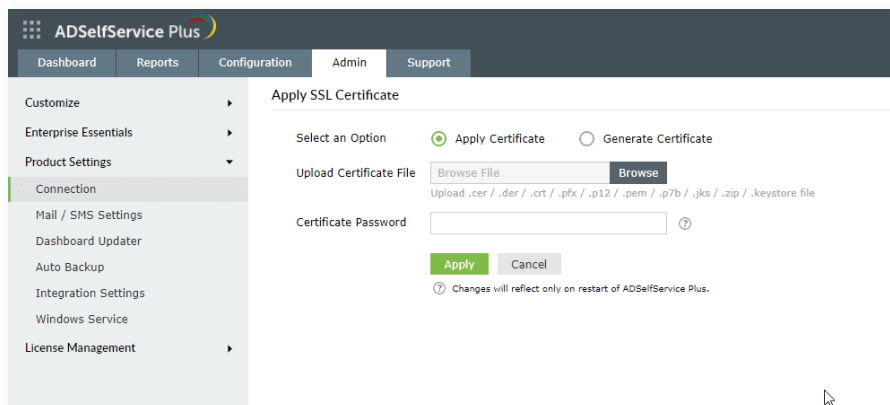 ADSelfService Plus
Dashboard Reports Configuration Admin Support
Customize
Enterprise Essentials
Product Settings
Connection
Mail / SMS Settings
Dashboard Updater
Auto Backup
Integration Settings
Windows Service
License Management
Apply SSL Certificate
Select an Option Apply Certificate Generate Certificate
Upload Certificate File Browse File Browse
Upload .cer / .der / .crt / .pfx / .p12 / .pem / .p7b / .jks / .zip / .keystore file
Certificate Password ?
Apply Cancel
? Changes will reflect only on restart of ADSelfService Plus.